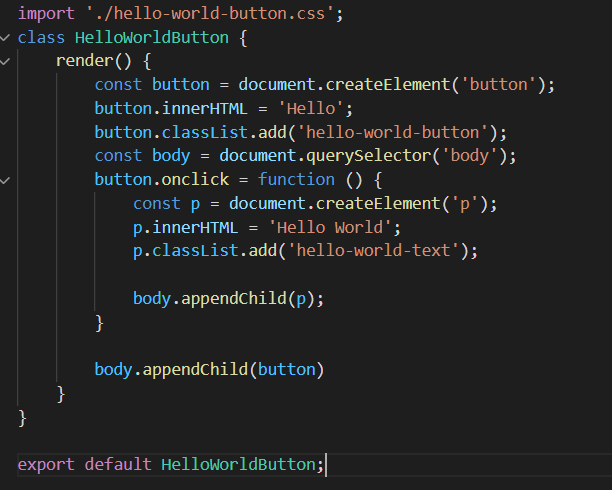 import './hello-world-button.css';
class HelloWorldButton {
    render() {
        const button = document.createElement('button');
        button.innerHTML = 'Hello';
        button.classList.add('hello-world-button');
        const body = document.querySelector('body');
        button.onclick = function () {
            const p = document.createElement('p');
            p.innerHTML = 'Hello World';
            p.classList.add('hello-world-text');

            body.appendChild(p);
        }

        body.appendChild(button)
    }
}

export default HelloWorldButton;